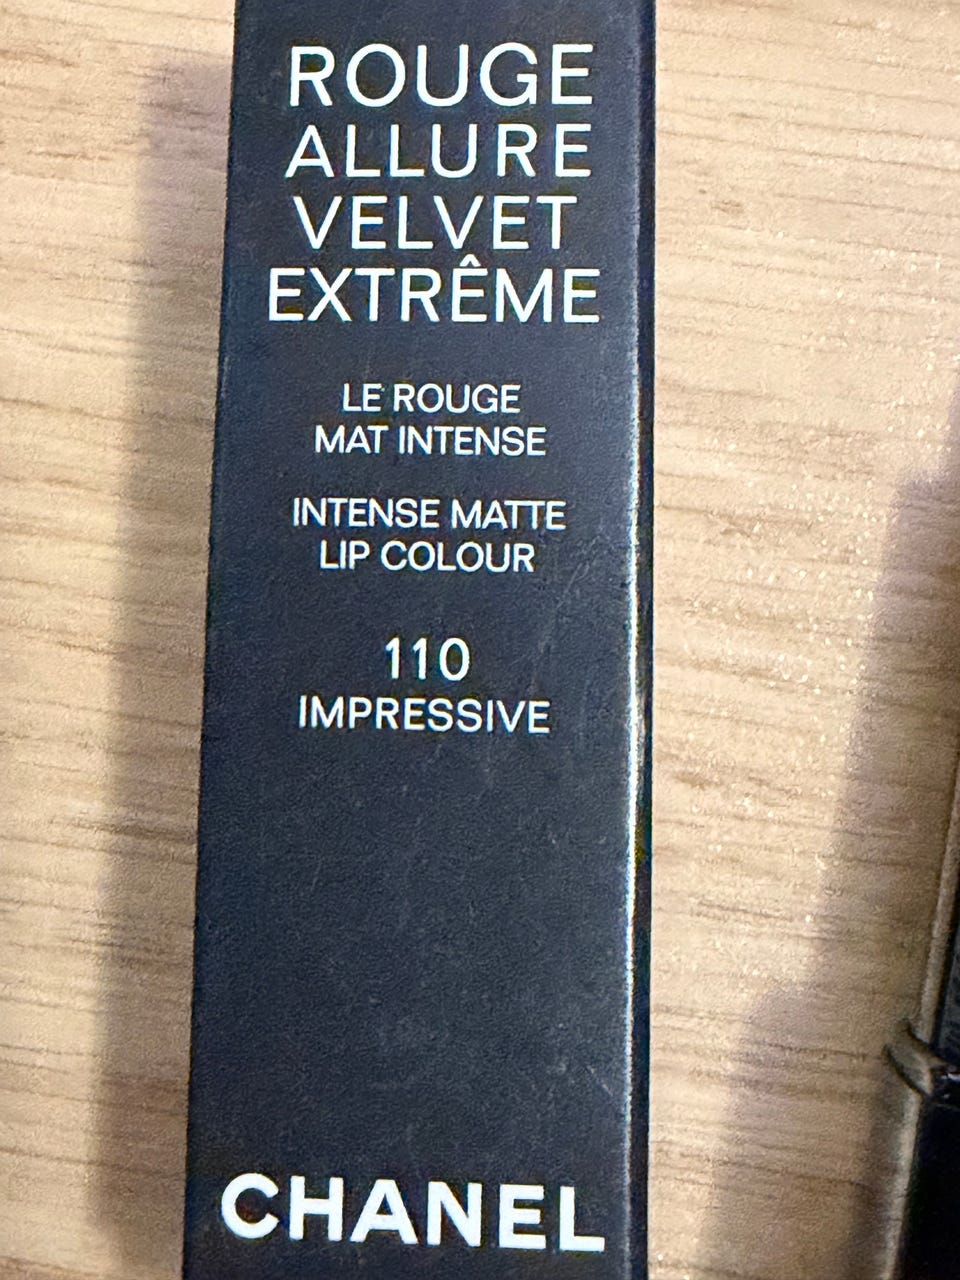 ROUGE
ALLURE
VELVET
EXTRÊME
LE ROUGE
MAT INTENSE
INTENSE MATTE
LIP COLOUR
110
IMPRESSIVE
CHANEL